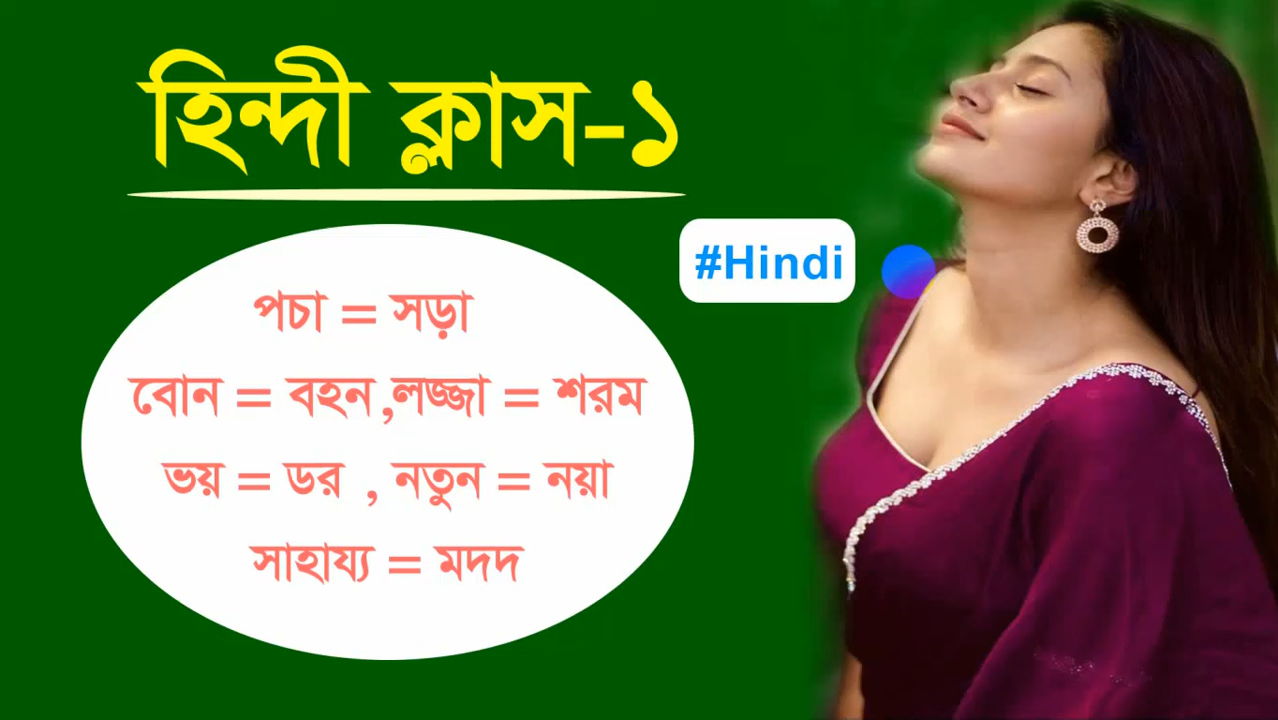 হিন্দী ক্লাস-১
#Hindi
পচা = সড়া
বোন = বহন,লজ্জা = শরম
ভয় = ডর , নতুন = নয়া
সাহায্য = মদদ